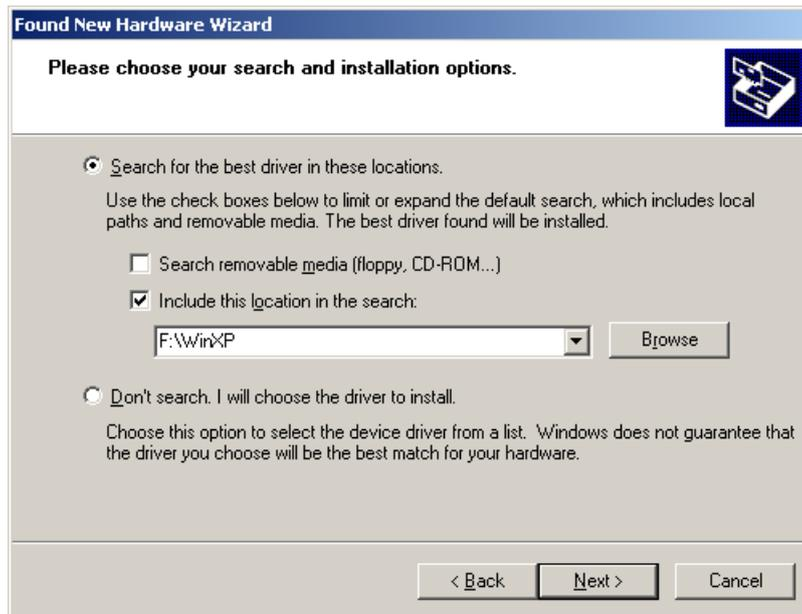 Found New Hardware Wizard
Please choose your search and installation options.
Search for the best driver in these locations.
Use the check boxes below to limit or expand the default search, which includes local
paths and removable media. The best driver found will be installed.
Search removable media (floppy, CD-ROM...)
Include this location in the search:
F:\WinXP
Browse
Don't search. I will choose the driver to install.
Choose this option to select the device driver from a list. Windows does not guarantee that
the driver you choose will be the best match for your hardware.
< Back
Next >
Cancel